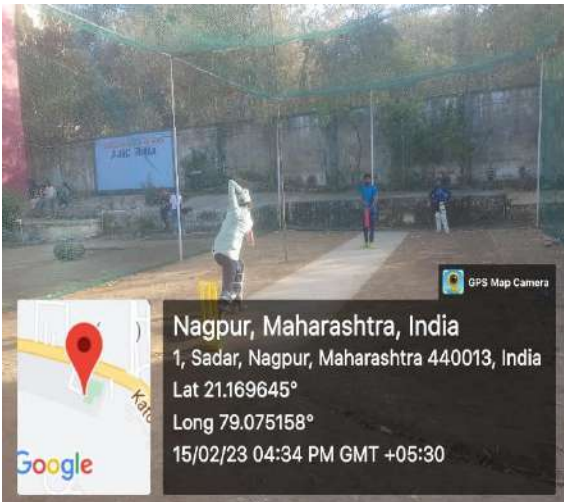 GPS Map Camera
Nagpur, Maharashtra, India
1, Sadar, Nagpur, Maharashtra 440013, India
Lat 21.169645°
Long 79.075158°
15/02/23 04:34 PM GMT +05:30
Google